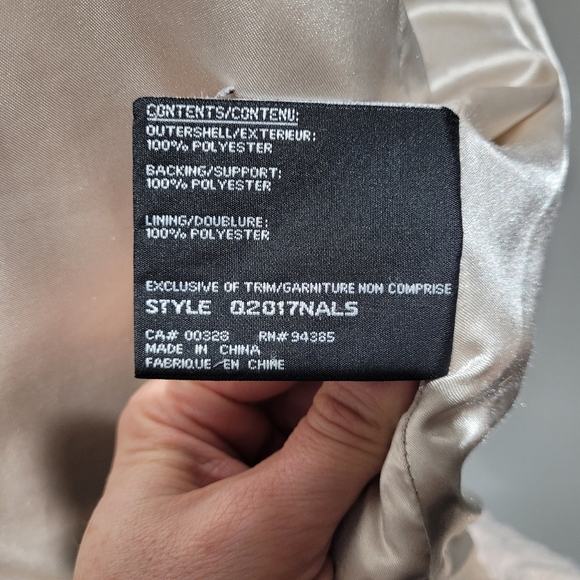 CONTENTS/CONTENU:
OUTERSHELL/EXTERIEUR:
100% POLYESTER
BACKING/SUPPORT:
100% POLYESTER
LINING/DOUBLURE:
100% POLYESTER
EXCLUSIVE OF TRIM/GARNITURE NON COMPRISE
STYLE Q2017NALS
CA# 00328 RN# 94385
MADE IN CHINA
FABRIQUE EN CHINE